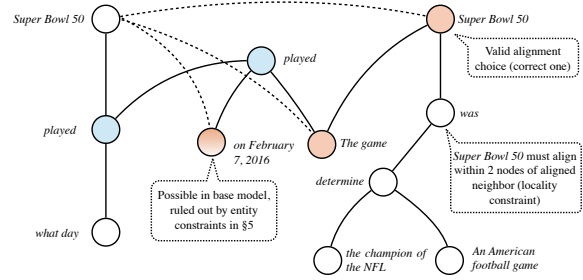 Super Bowl 50
Super Bowl 50
played
Valid alignment
choice (correct one)
was
played
on February
7, 2016
The game
Super Bowl 50 must align
within 2 nodes of aligned
neighbor (locality
constraint)
determine
Possible in base model,
ruled out by entity
constraints in §5
what day
the champion of
the NFL
An American
football game